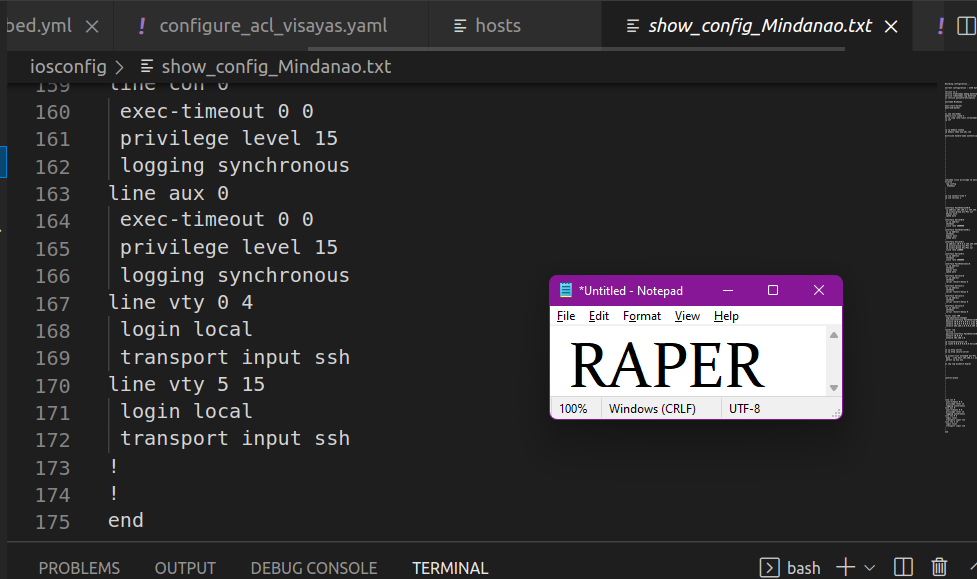 bed.yml
! configure_acl_visayas.yaml
hosts
show_config_Mindanao.txt
!
iosconfig > show_config_Mindanao.txt
159 line con 0
160 exec-timeout 0 0
161 privilege level 15
162 logging synchronous
163 line aux 0
164 exec-timeout 0 0
165 privilege level 15
166 logging synchronous
167 line vty 0 4
168 login local
169 transport input ssh
170 line vty 5 15
171 login local
172 transport input ssh
173 !
174 !
175 end
*Untitled - Notepad
File Edit Format View Help
RAPER
100% Windows (CRLF) UTF-8
PROBLEMS OUTPUT DEBUG CONSOLE TERMINAL
bash